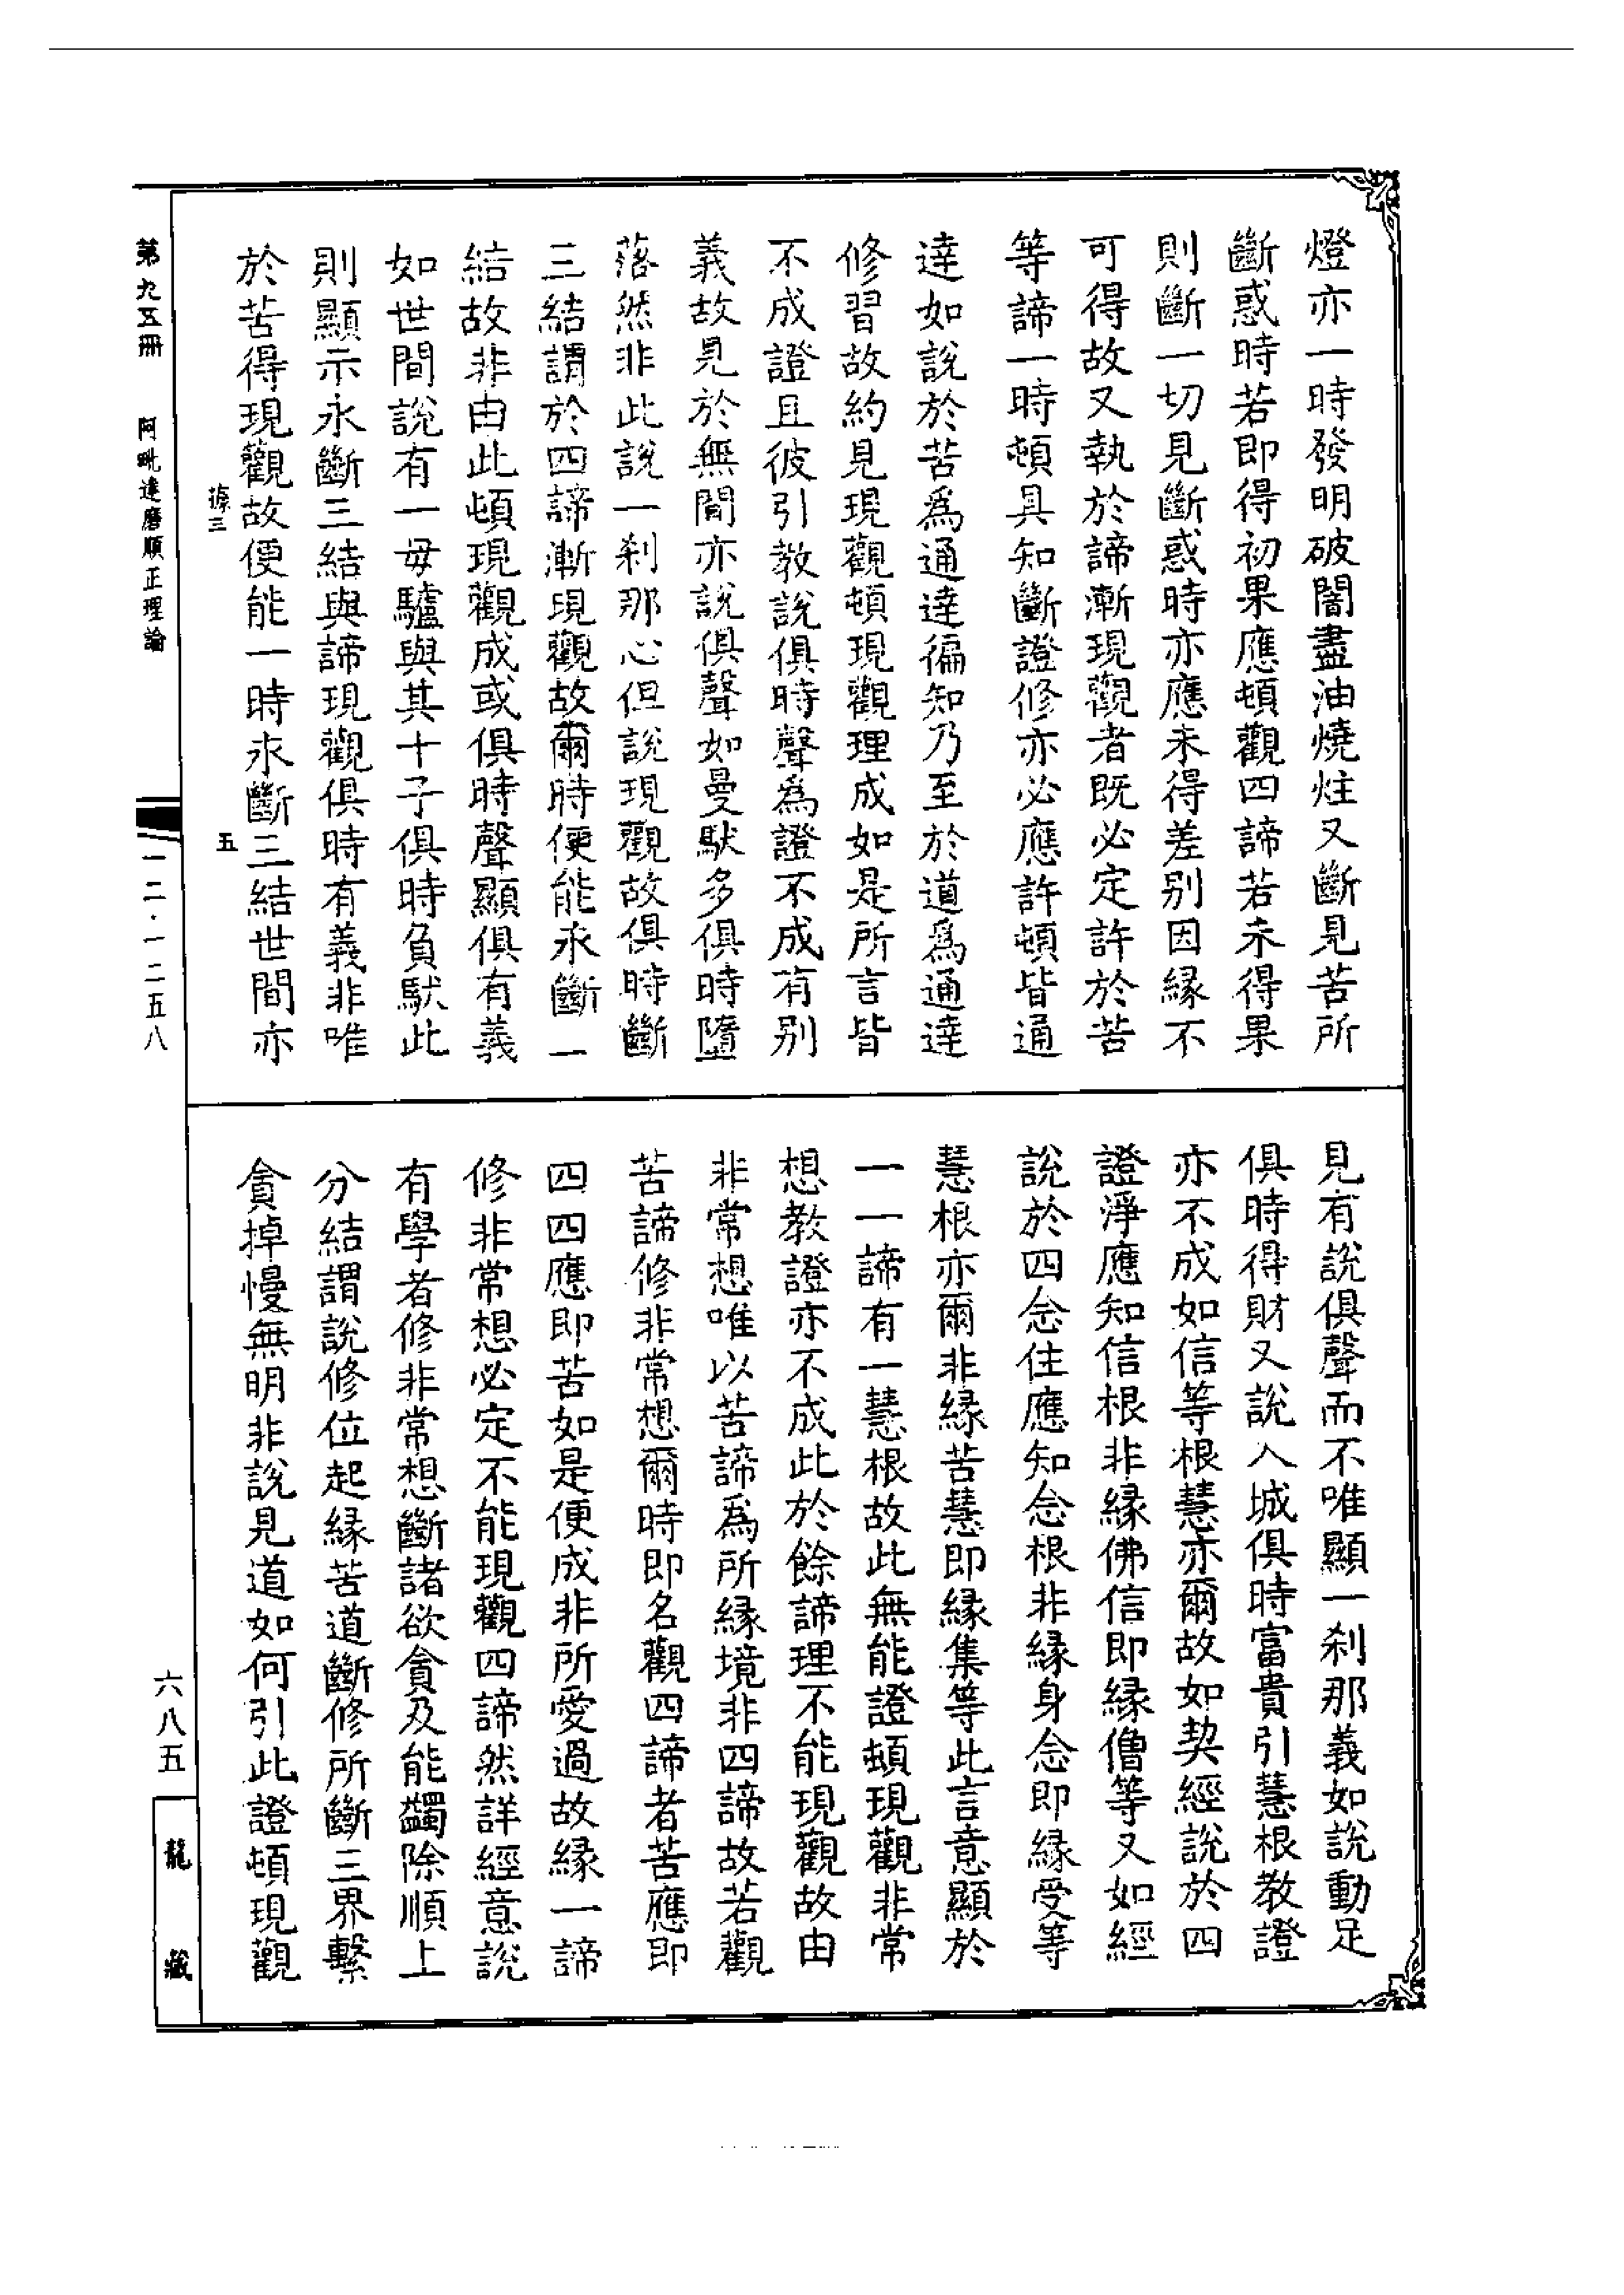 燈亦一時發明破闇盡油燒炷又斷見苦所
斷惑時若即得初果應頓觀四諦若未得果
則斷一切見斷惑時亦應未得差別因緣不
可得故又執於諦漸現觀者既必定許於苦
等諦一時頓具知斷證修亦必應許頓皆通
達如說於苦為通達徧知乃至於道為通達
修習故約見現觀頓現觀理成如是所言皆
不成證且彼引教說俱時聲為證不成有別
義故見於無間亦說俱聲如曼馱多俱時墮
落然非此說一剎那心但說現觀故俱時斷
三結謂於四諦漸現觀故爾時便能永斷一
結故非由此頓現觀成或俱時聲顯俱有義
如世間說有一毋驢與其十子俱時負馱此
則顯示永斷三結與諦現觀俱時有義非唯
於苦得現觀故便能一時永斷三結世間亦
見有說俱聲而不唯顯一剎那義如說動足
俱時得財又說入城俱時富貴引慧根教證
亦不成如信等根慧亦爾故如契經說於四
證淨應知信根非緣佛信即緣僧等又如經
說於四念住應知念根非緣身念即緣受等
慧根亦爾非緣苦慧即緣集等此言意顯於
一一諦有一慧根故此無能證頓現觀非常
想教證亦不成此於餘諦理不能現觀故由
非常想唯以苦諦為所緣境非四諦故若觀
苦諦修非常想爾時即名觀四諦者苦應即
四四應即苦如是便成非所愛過故緣一諦
修非常想必定不能現觀四諦然詳經意說
有學者修非常想斷諸欲貪及能蠲除順上
分結謂說修位起緣苦道斷修所斷三界繫
貪掉慢無明非說見道如何引此證頓現觀
據三
五
第九五冊
阿毗達磨順正理論
一二·一二五八
六八五
龍藏